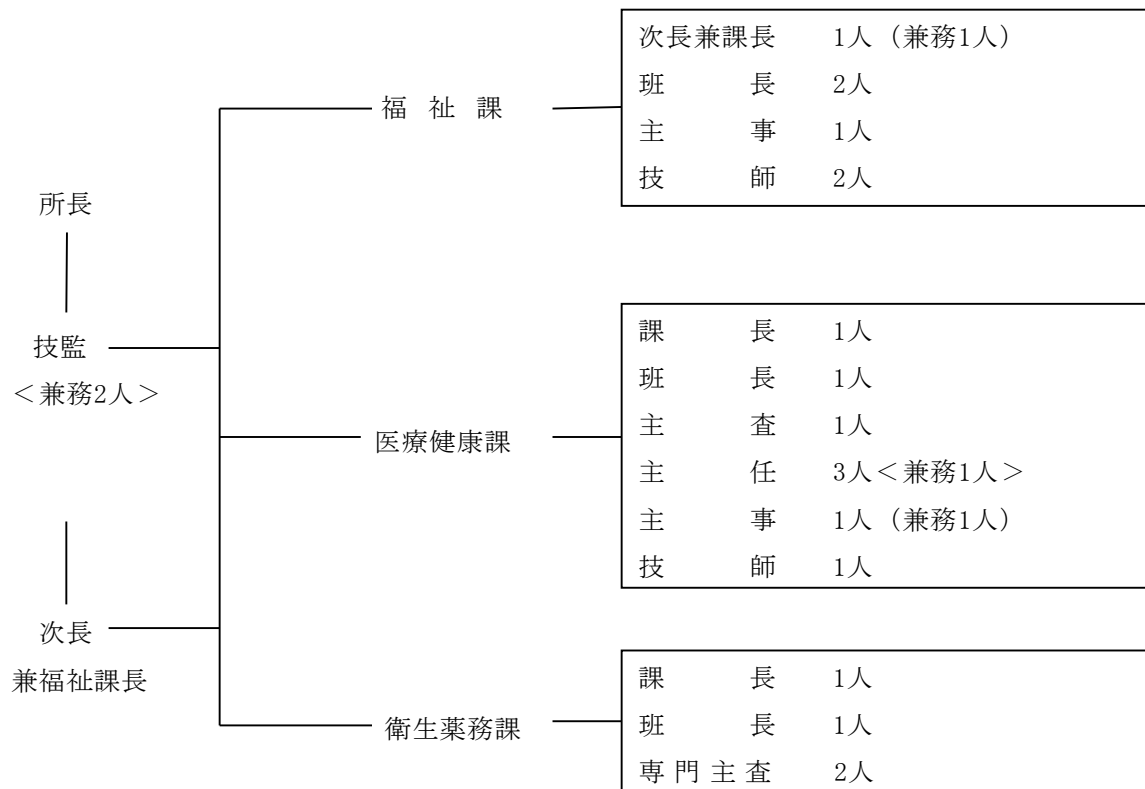 所長
技監
＜兼務2人＞
次長
兼福祉課長
福 祉 課
次長兼課長 1人（兼務1人）
班 長 2人
主 事 1人
技 師 2人
医療健康課
課 長 1人
班 長 1人
主 査 1人
主 任 3人＜兼務1人＞
主 事 1人（兼務1人）
技 師 1人
衛生薬務課
課 長 1人
班 長 1人
専 門 主 査 2人